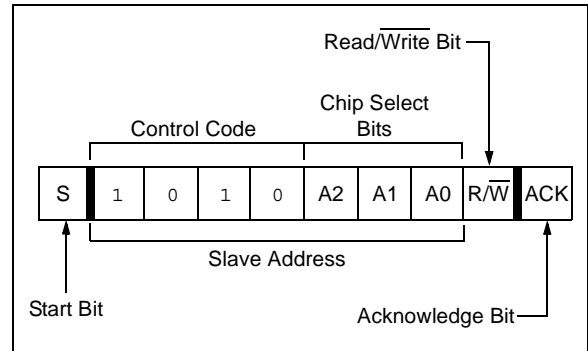 Read/Write Bit
Chip Select
Control Code Bits
S 1 0 1 0 A2 A1 A0 R/W ACK
Slave Address
Start Bit
Acknowledge Bit